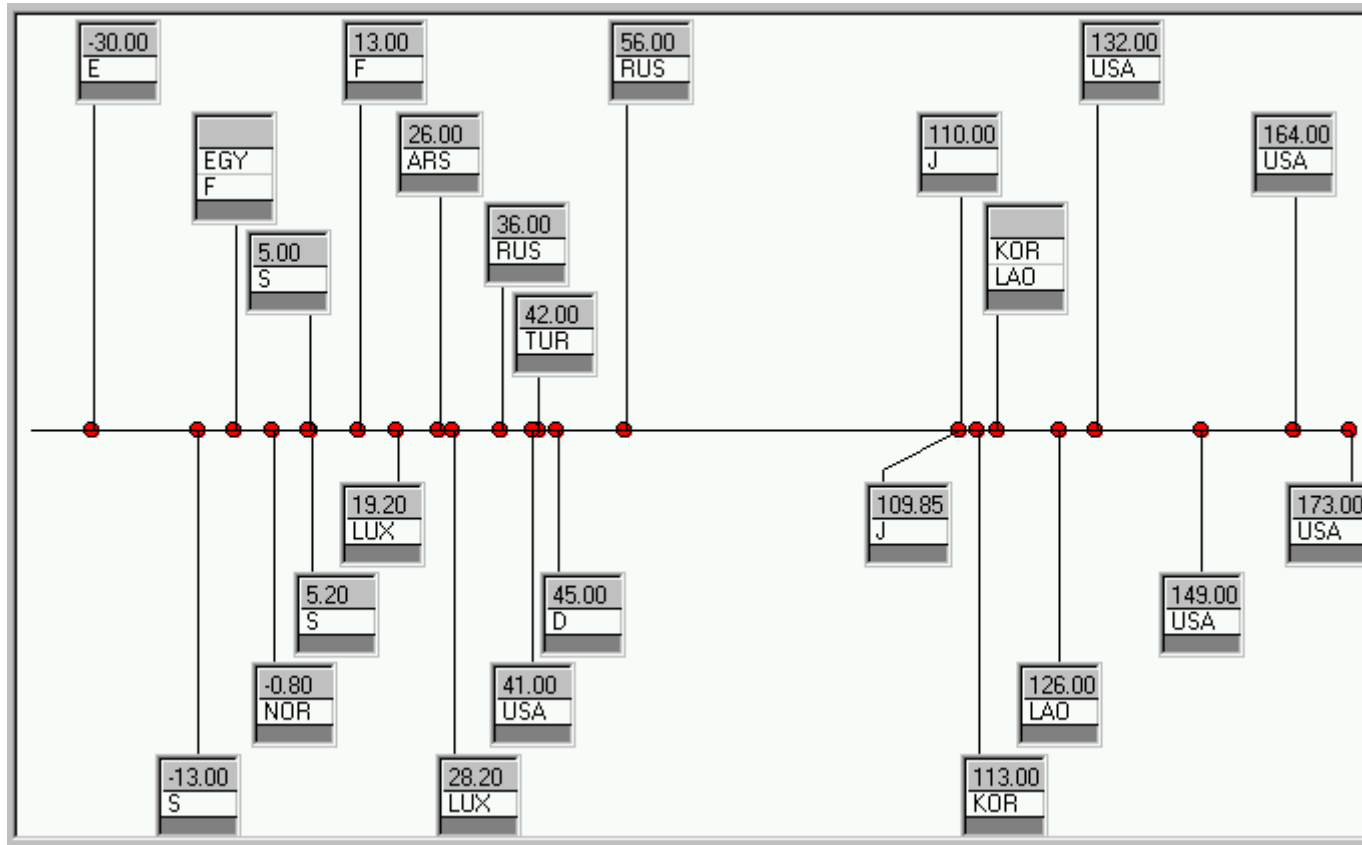 -30.00
E
13.00
F
56.00
RUS
132.00
USA
EGY
F
26.00
ARS
110.00
J
164.00
USA
5.00
S
36.00
RUS
KOR
LAO
42.00
TUR
19.20
LUX
109.85
J
173.00
USA
5.20
S
45.00
D
149.00
USA
-0.80
NOR
41.00
USA
126.00
LAO
-13.00
S
28.20
LUX
113.00
KOR